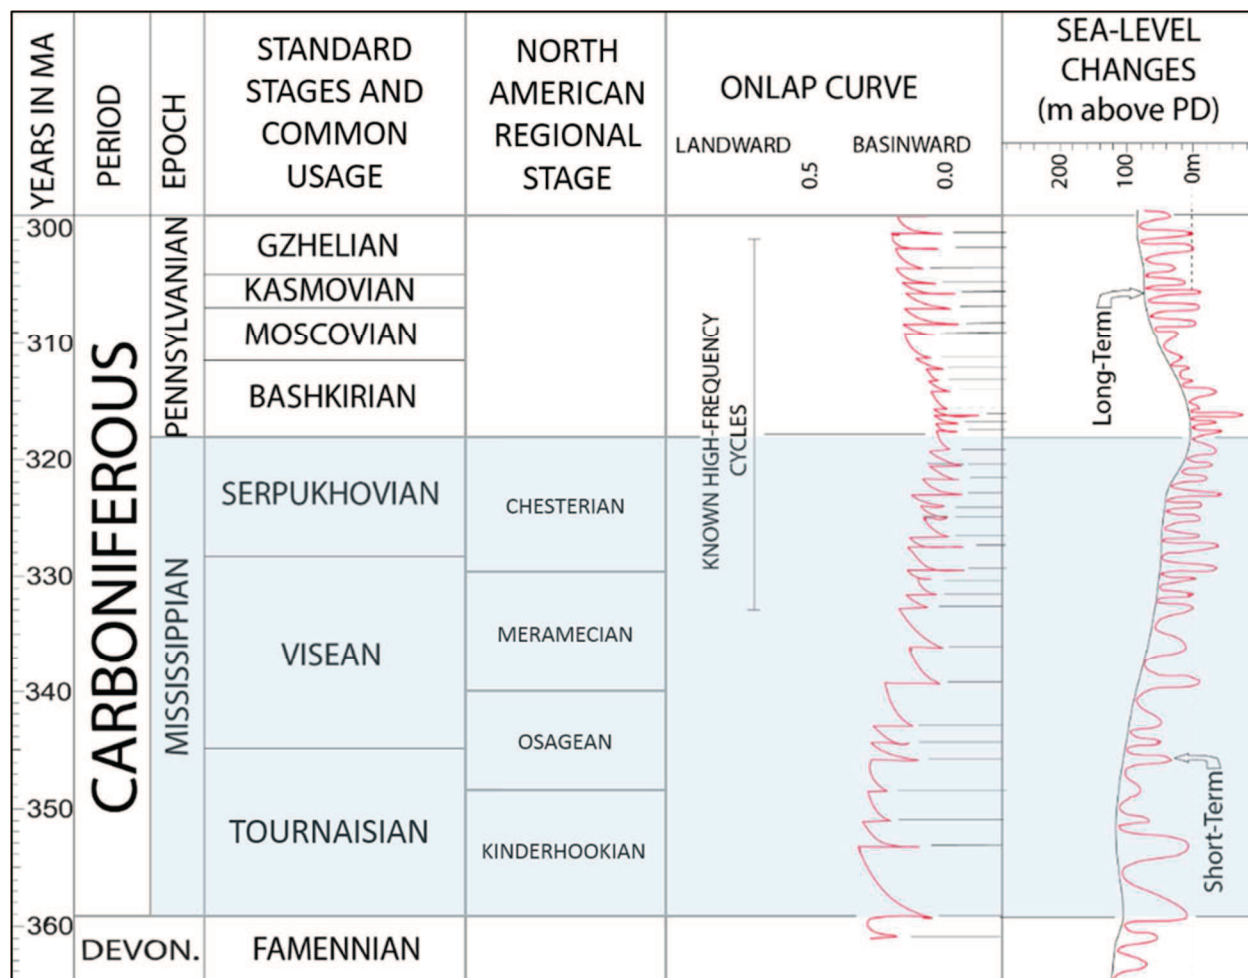 YEARS IN MA
PERIOD
EPOCH
STANDARD
STAGES AND
COMMON
USAGE
NORTH
AMERICAN
REGIONAL
STAGE
ONLAP CURVE
LANDWARD
BASINWARD
0.5
0.0
SEA-LEVEL
CHANGES
(m above PD)
200
100
0m
300
310
320
330
340
350
360
CARBONIFEROUS
DEVON.
PENNSYLVANIAN
MISSISSIPPIAN
GZHELIAN
KASMOVIAN
MOSCOVIAN
BASHKIRIAN
SERPUKHOVIAN
VISEAN
TOURNAISIAN
FAMENNIAN
CHESTERIAN
MERAMECIAN
OSAGEAN
KINDERHOOKIAN
KNOWN HIGH-FREQUENCY
CYCLES
Long-Term
Short-Term